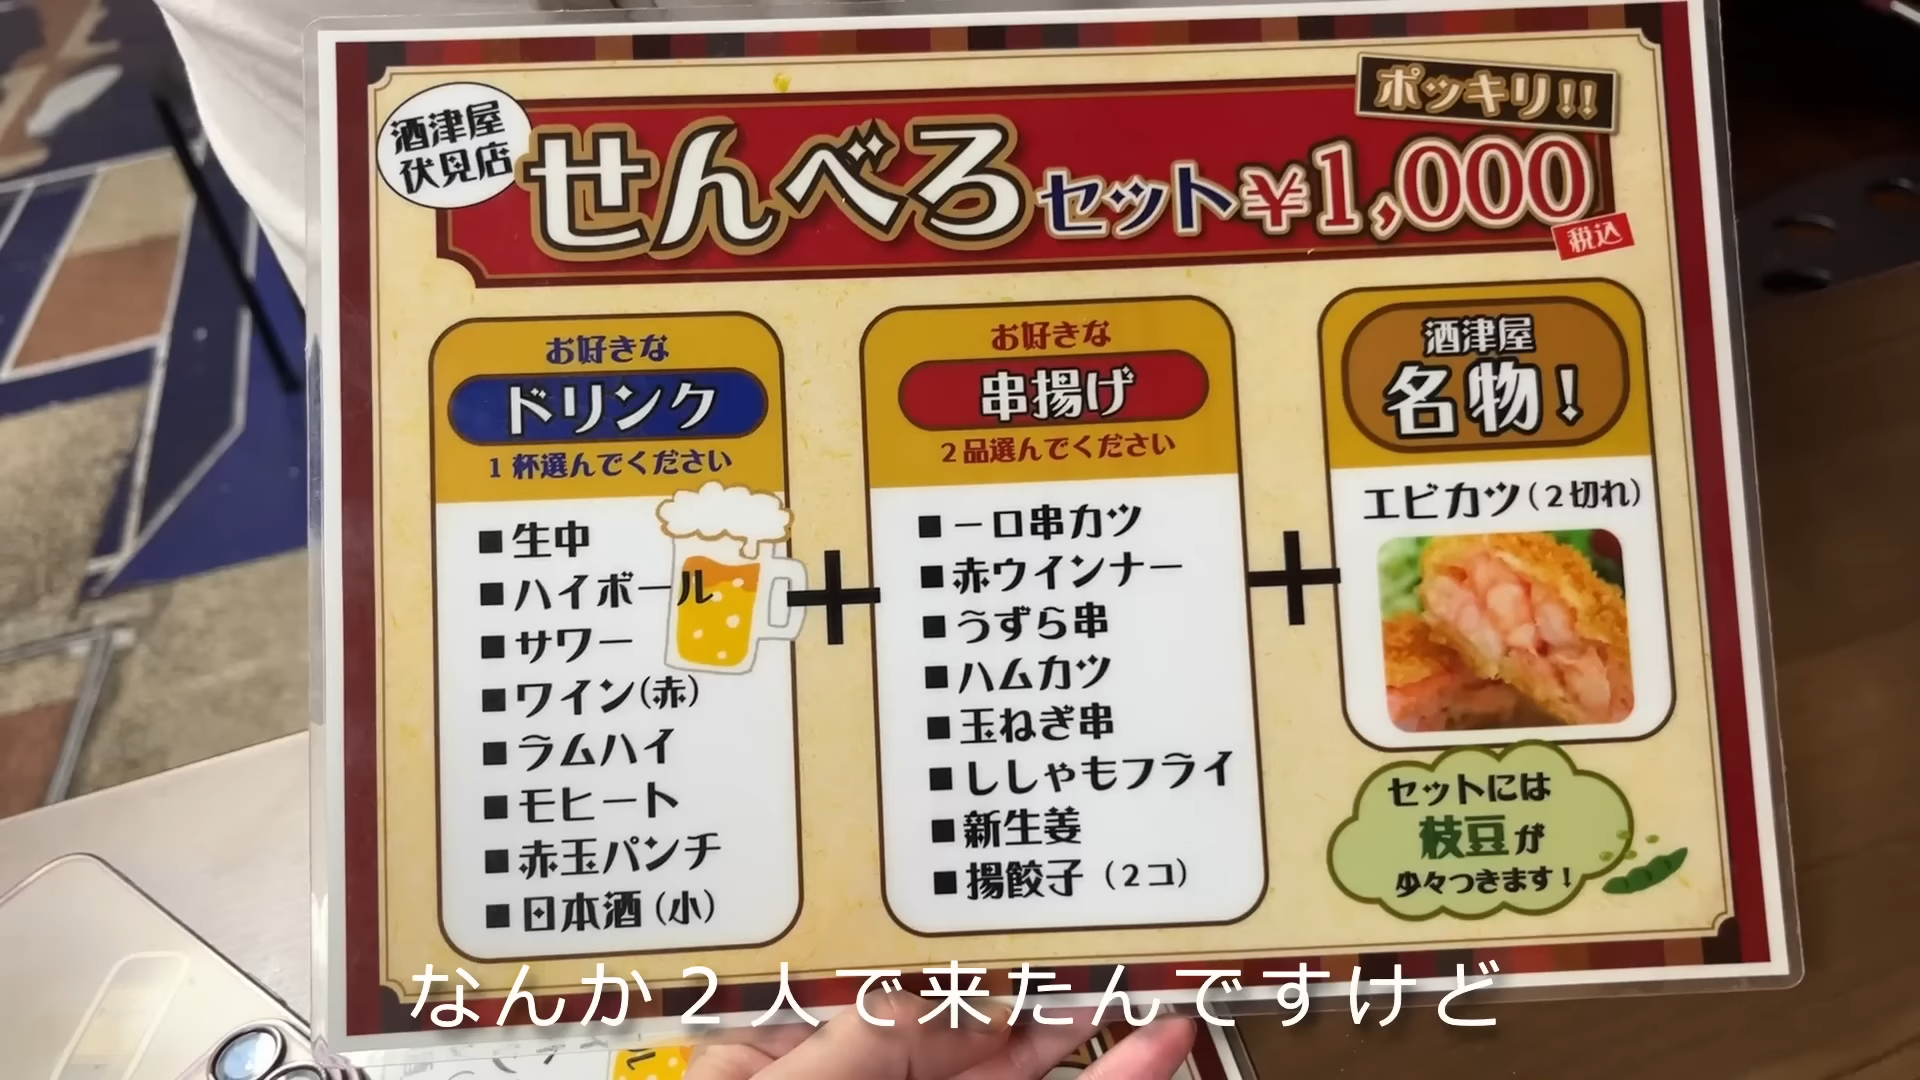 酒津屋
伏見店
せんべろセット¥1,000
ポッキリ!!
税込
お好きな
ドリンク
1杯選んでください
■生中
■ハイボール
■サワー
■ワイン(赤)
■ラムハイ
■モヒート
■赤玉パンチ
■日本酒(小)
+
お好きな
串揚げ
2品選んでください
■一口串カツ
■赤ウインナー
■うずら串
■ハムカツ
■玉ねぎ串
■ししゃもフライ
■新生姜
■揚餃子(2コ)
+
酒津屋
名物!
エビカツ(2切れ)
セットには
枝豆が
少々つきます!
なんか2人で来たんですけど